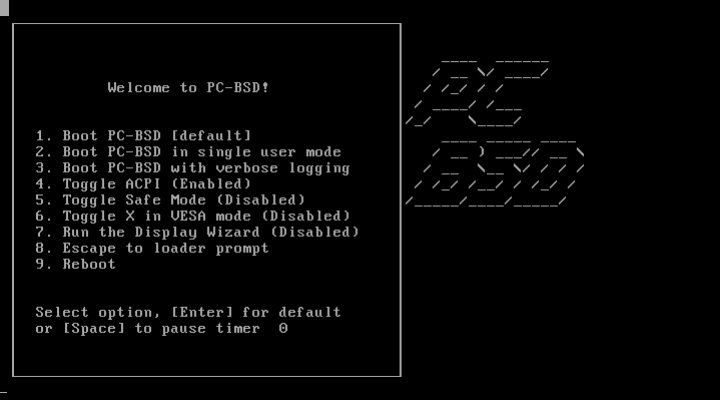 Welcome to PC-BSD!
1. Boot PC-BSD [default]
2. Boot PC-BSD in single user mode
3. Boot PC-BSD with verbose logging
4. Toggle ACPI (Enabled)
5. Toggle Safe Mode (Disabled)
6. Toggle X in VESA mode (Disabled)
7. Run the Display Wizard (Disabled)
8. Escape to loader prompt
9. Reboot
Select option, [Enter] for default
or [Space] to pause timer 0
PC
BSD